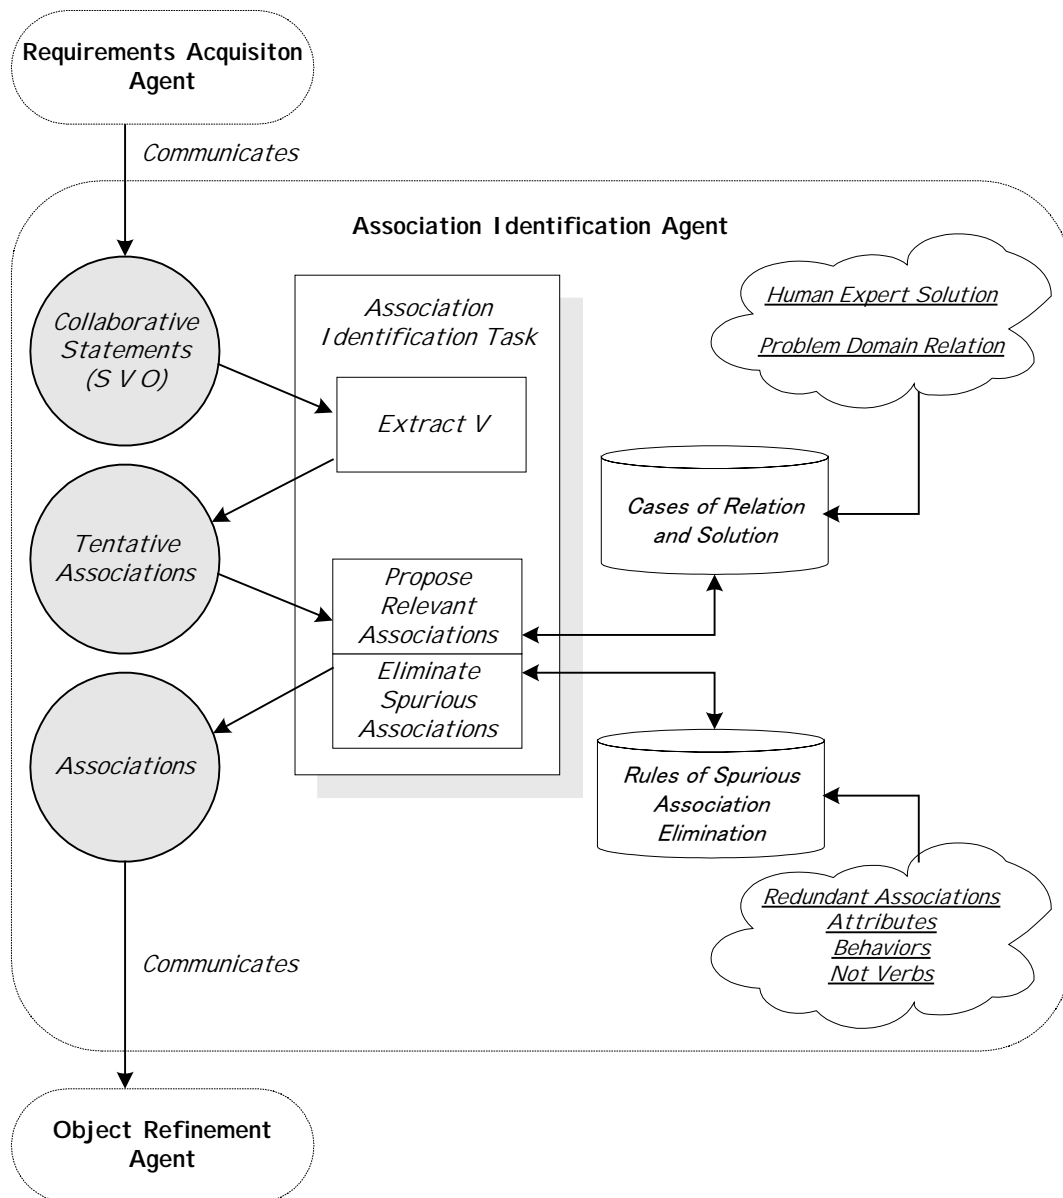 Requirements Acquisiton
Agent
Communicates
Association Identification Agent
Human Expert Solution
Problem Domain Relation
Association
Identification Task
Collaborative
Statements
(S V O)
Extract V
Cases of Relation
and Solution
Tentative
Associations
Propose
Relevant
Associations
Eliminate
Spurious
Associations
Associations
Rules of Spurious
Association
Elimination
Redundant Associations
Attributes
Behaviors
Not Verbs
Communicates
Object Refinement
Agent